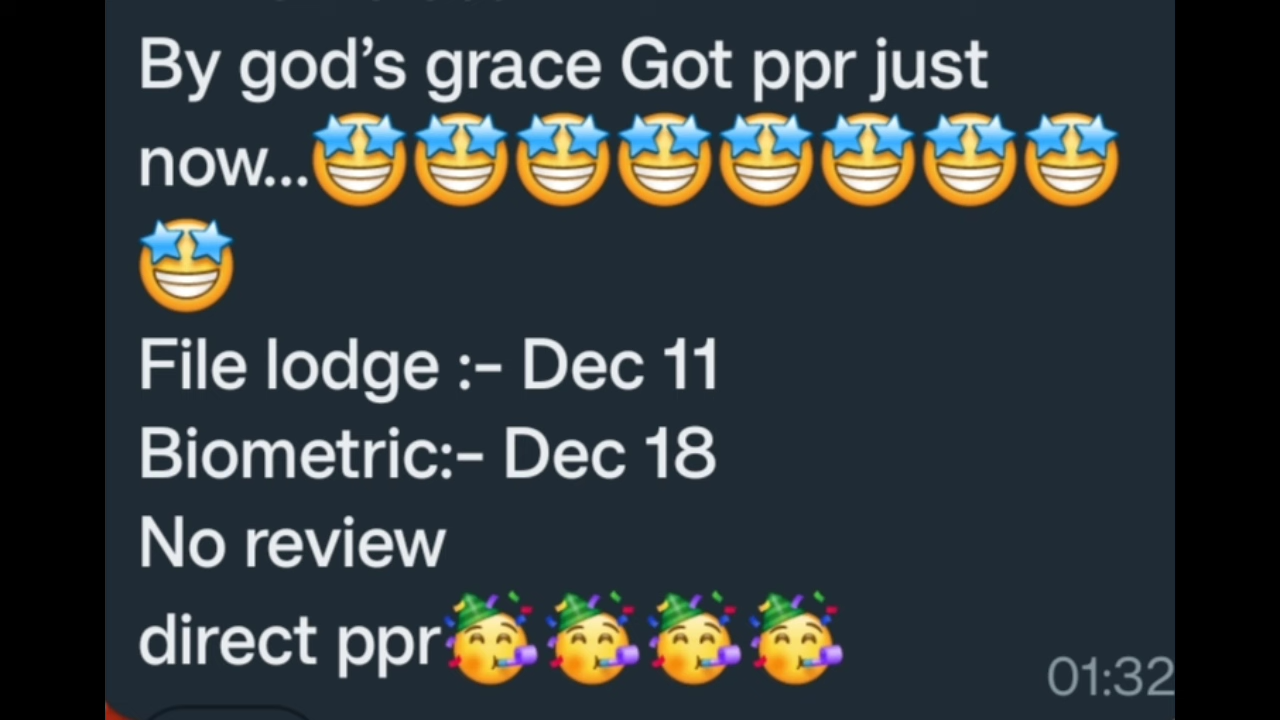 By god’s grace Got ppr just
now...🤩🤩🤩🤩🤩🤩🤩🤩
🤩
File lodge :- Dec 11
Biometric:- Dec 18
No review
direct ppr🥳🥳🥳🥳
01:32